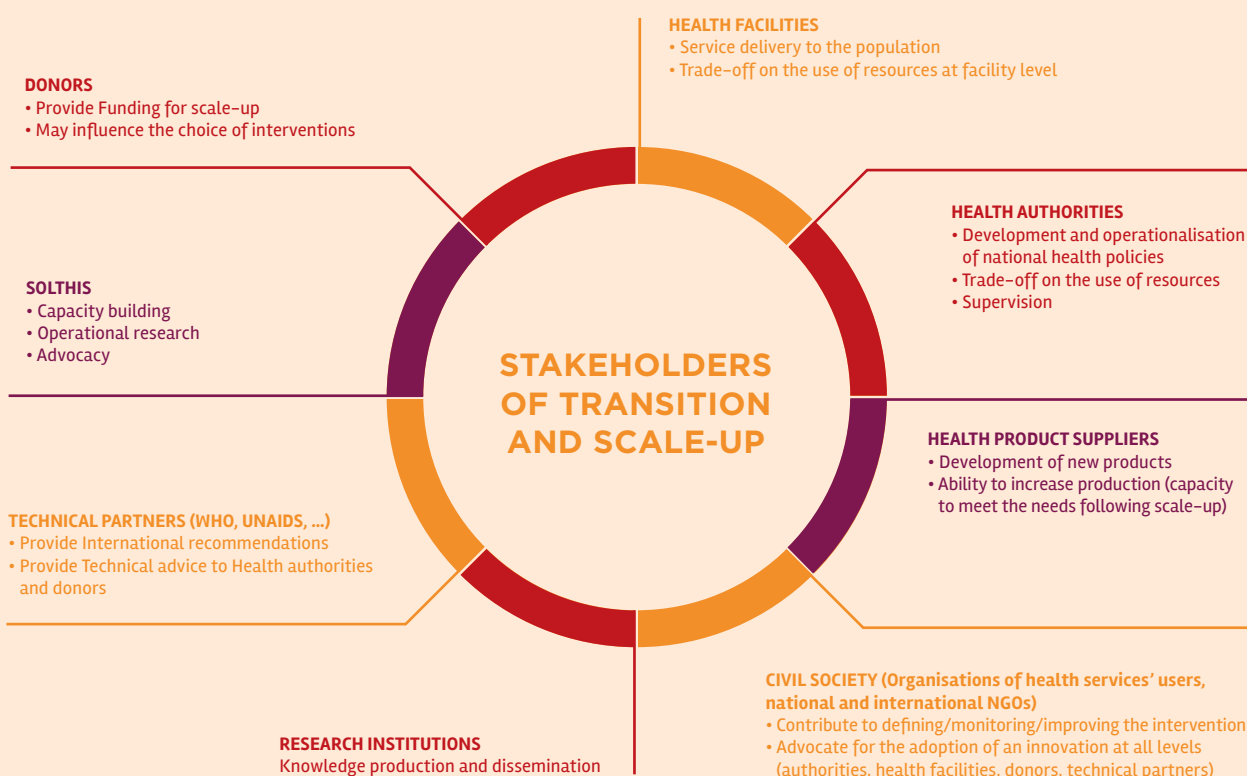 HEALTH FACILITIES
• Service delivery to the population
• Trade-off on the use of resources at facility level
DONORS
• Provide Funding for scale-up
• May influence the choice of interventions
HEALTH AUTHORITIES
• Development and operationalisation
of national health policies
• Trade-off on the use of resources
• Supervision
SOLTHIS
• Capacity building
• Operational research
• Advocacy
STAKEHOLDERS
OF TRANSITION
AND SCALE-UP
HEALTH PRODUCT SUPPLIERS
• Development of new products
• Ability to increase production (capacity
to meet the needs following scale-up)
TECHNICAL PARTNERS (WHO, UNAIDS, ...)
• Provide International recommendations
• Provide Technical advice to Health authorities
and donors
CIVIL SOCIETY (Organisations of health services' users,
national and international NGOs)
• Contribute to defining/monitoring/improving the intervention
• Advocate for the adoption of an innovation at all levels
(authorities, health facilities, donors, technical partners)
RESEARCH INSTITUTIONS
Knowledge production and dissemination